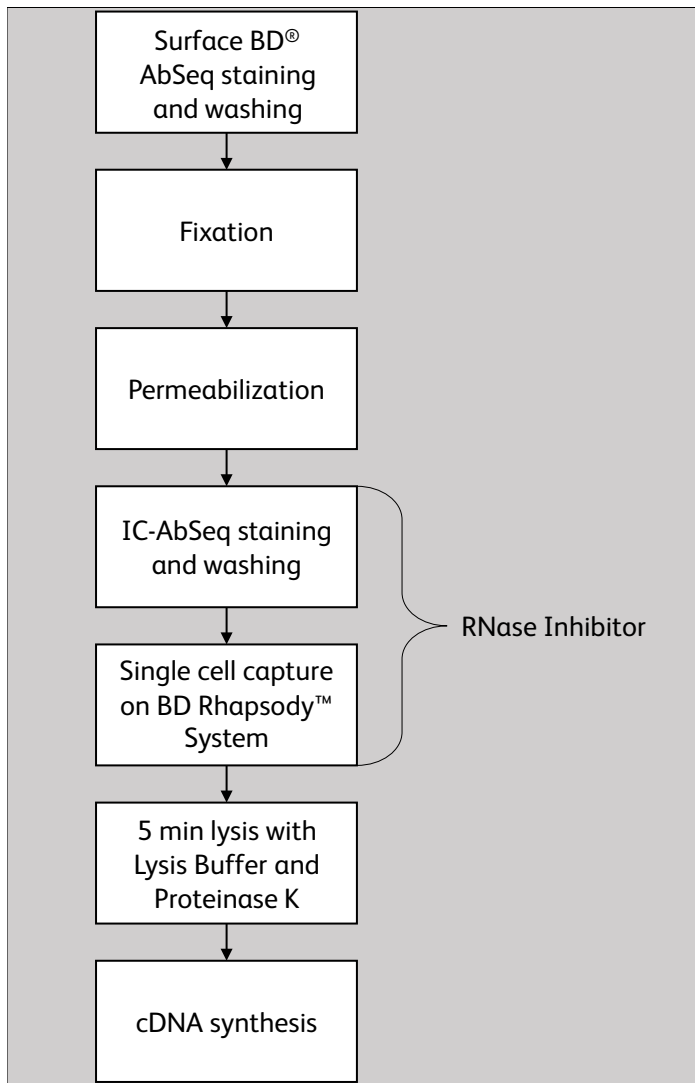 Surface BD®
AbSeq staining
and washing
Fixation
Permeabilization
IC-AbSeq staining
and washing
RNase Inhibitor
Single cell capture
on BD Rhapsody™
System
5 min lysis with
Lysis Buffer and
Proteinase K
cDNA synthesis